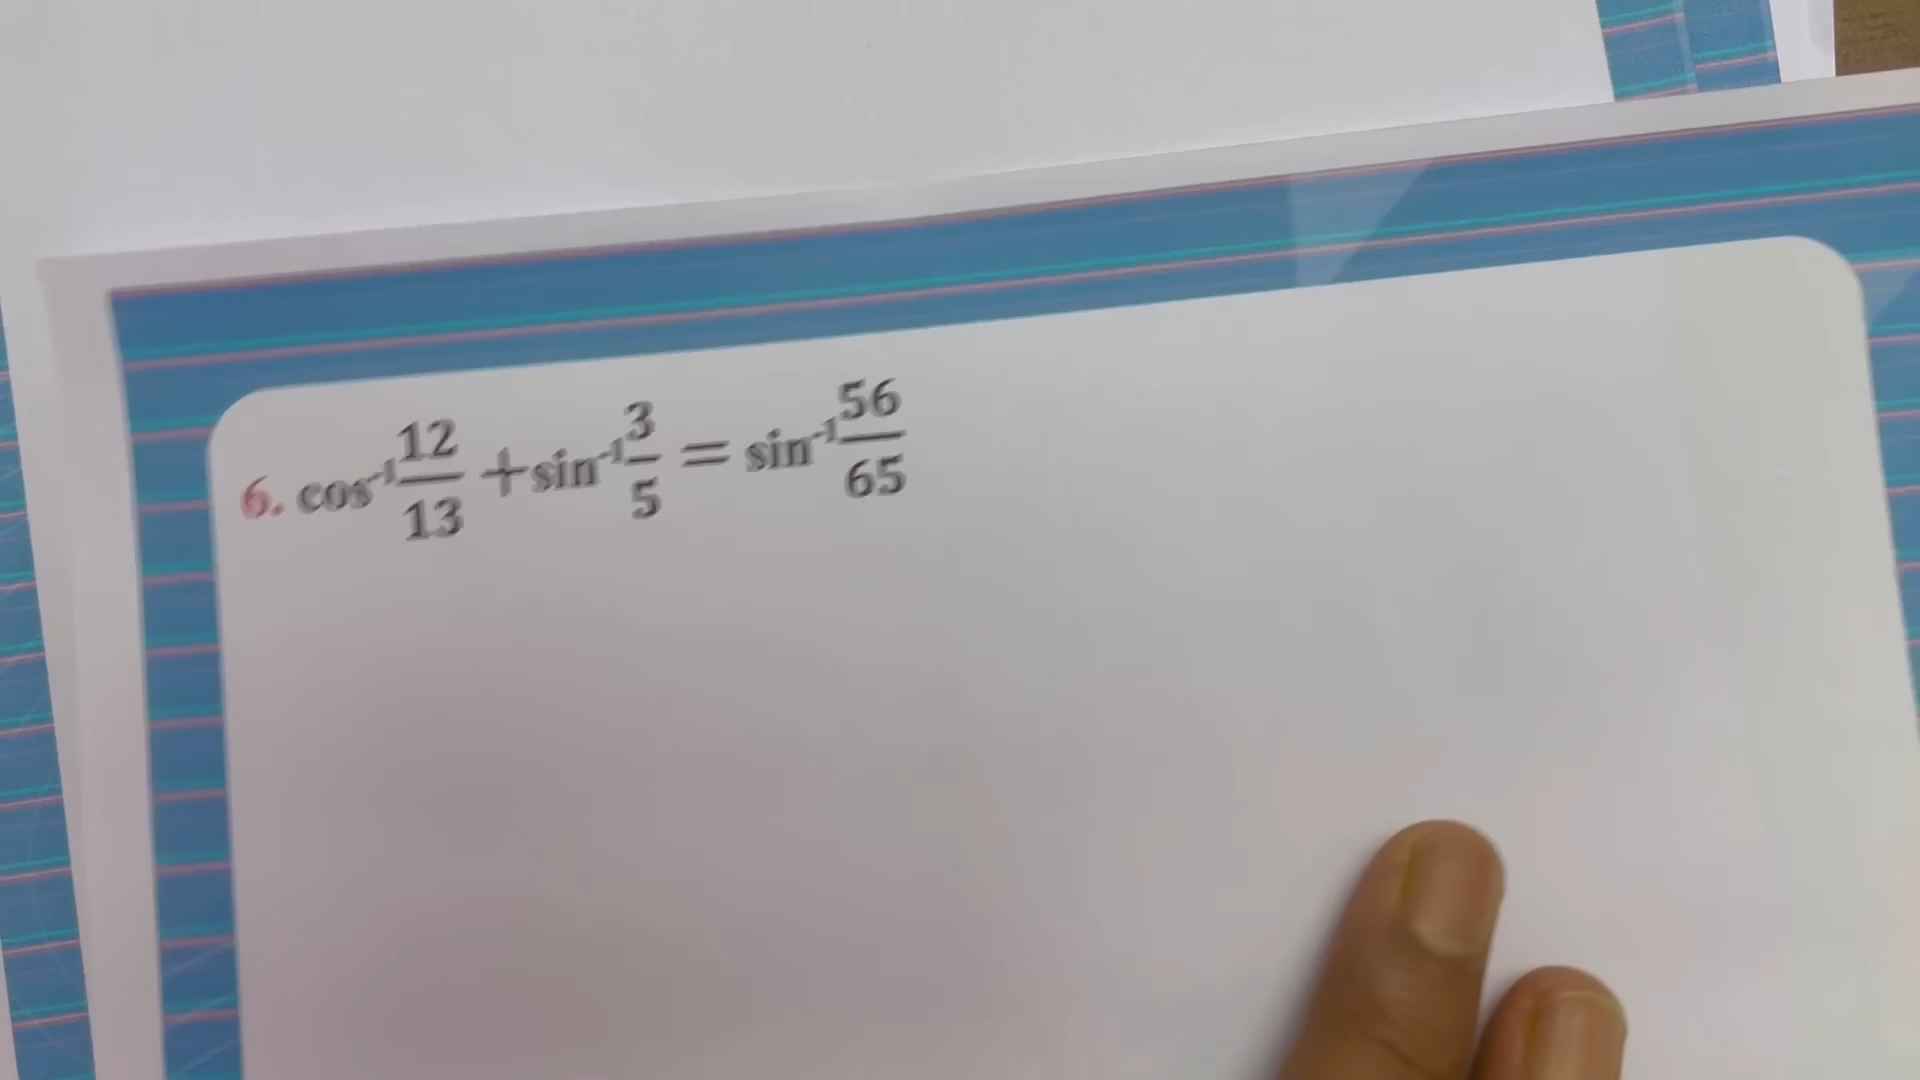 6. cos⁻¹ 12/13 + sin⁻¹ 3/5 = sin⁻¹ 56/65